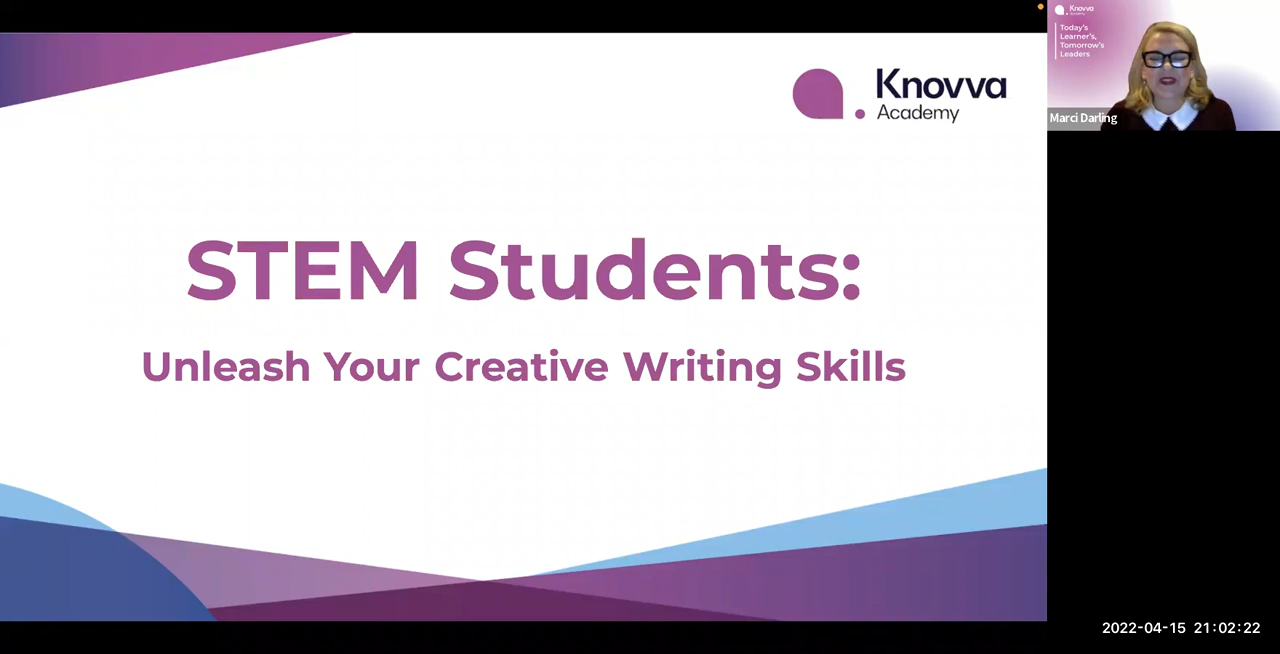 Knovva
Academy
STEM Students:
Unleash Your Creative Writing Skills
Knovva
Academy
Today's
Learner's,
Tomorrow's
Leaders
Marci Darling
2022-04-15 21:02:22